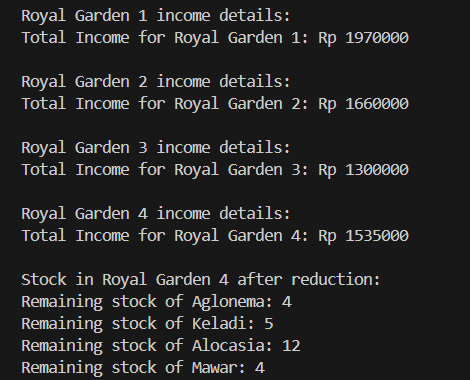 Royal Garden 1 income details:
Total Income for Royal Garden 1: Rp 1970000
Royal Garden 2 income details:
Total Income for Royal Garden 2: Rp 1660000
Royal Garden 3 income details:
Total Income for Royal Garden 3: Rp 1300000
Royal Garden 4 income details:
Total Income for Royal Garden 4: Rp 1535000
Stock in Royal Garden 4 after reduction:
Remaining stock of Aglonema: 4
Remaining stock of Keladi: 5
Remaining stock of Alocasia: 12
Remaining stock of Mawar: 4